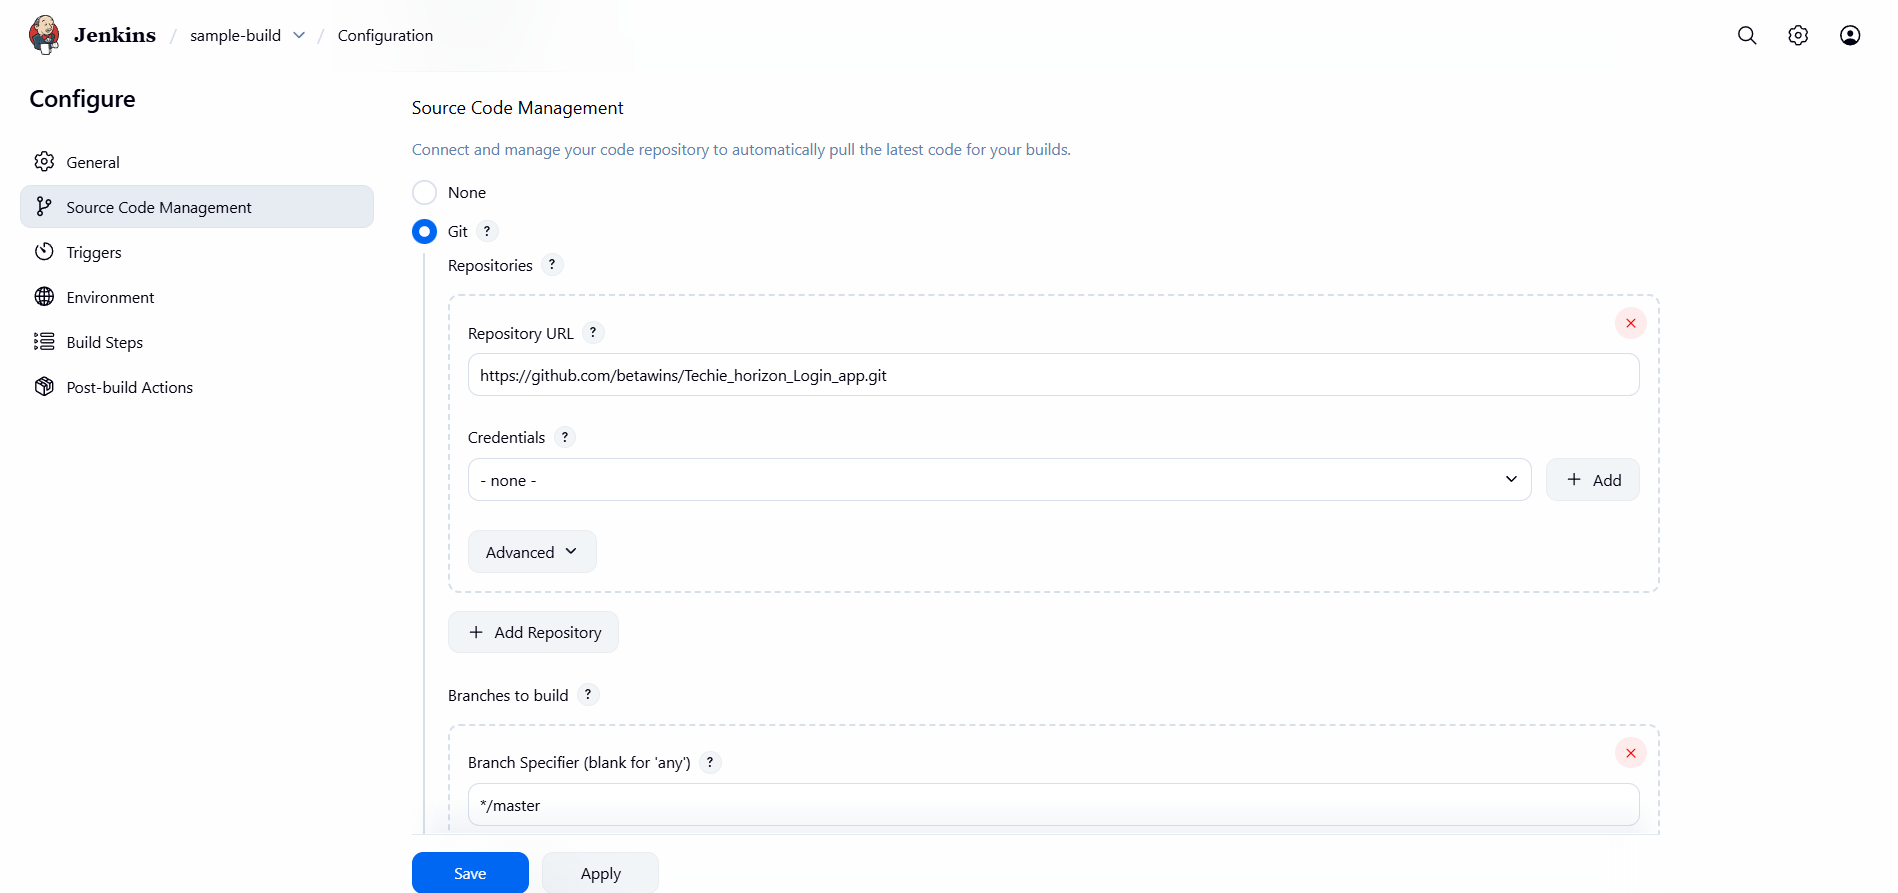 Jenkins / sample-build / Configuration
Configure
General
Source Code Management
Triggers
Environment
Build Steps
Post-build Actions
Source Code Management
Connect and manage your code repository to automatically pull the latest code for your builds.
None
Git ?
Repositories ?
Repository URL ?
https://github.com/betawins/Techie_horizon_Login_app.git
Credentials ?
- none -
+ Add
Advanced
+ Add Repository
Branches to build ?
Branch Specifier (blank for 'any') ?
*/master
Save
Apply